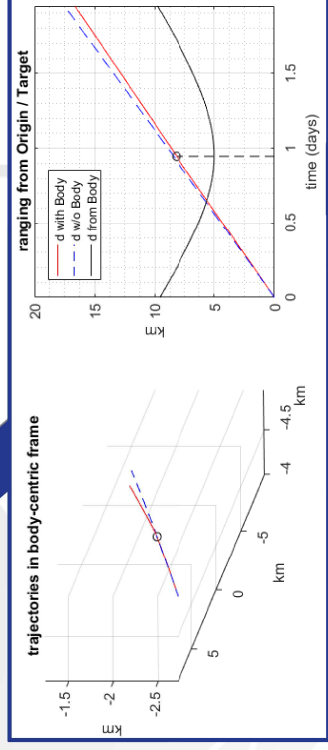 trajectories in body-centric frame
-1.5
-2
-2.5
km
5
0
-5
km
-4
-4.5
km
ranging from Origin / Target
20
15
10
5
0
km
d with Body
d w/o Body
d from Body
0
0.5
1
1.5
time (days)